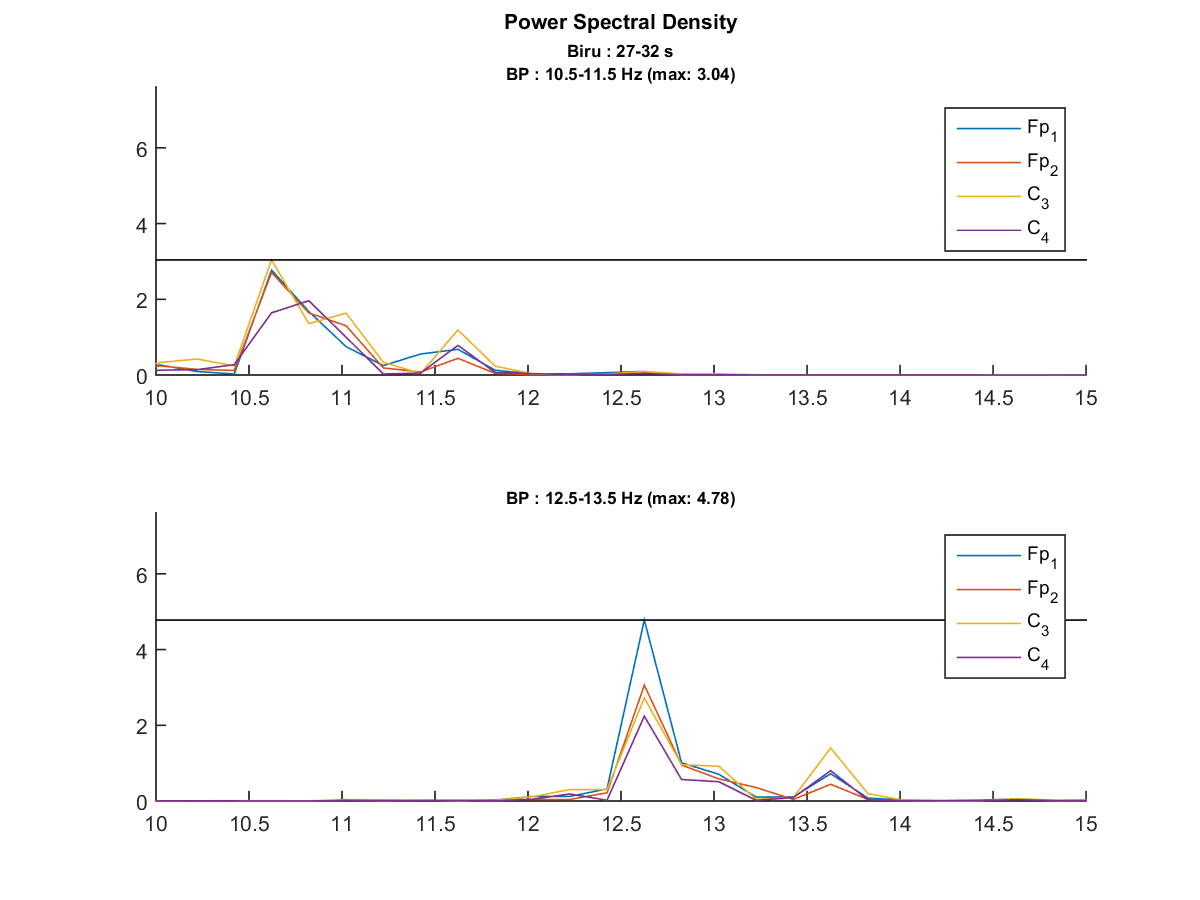 Power Spectral Density
Biru : 27-32 s
BP : 10.5-11.5 Hz (max: 3.04)
6
4
2
0
10 10.5 11 11.5 12 12.5 13 13.5 14 14.5 15
Fp1
Fp2
C3
C4
BP : 12.5-13.5 Hz (max: 4.78)
6
4
2
0
10 10.5 11 11.5 12 12.5 13 13.5 14 14.5 15
Fp1
Fp2
C3
C4